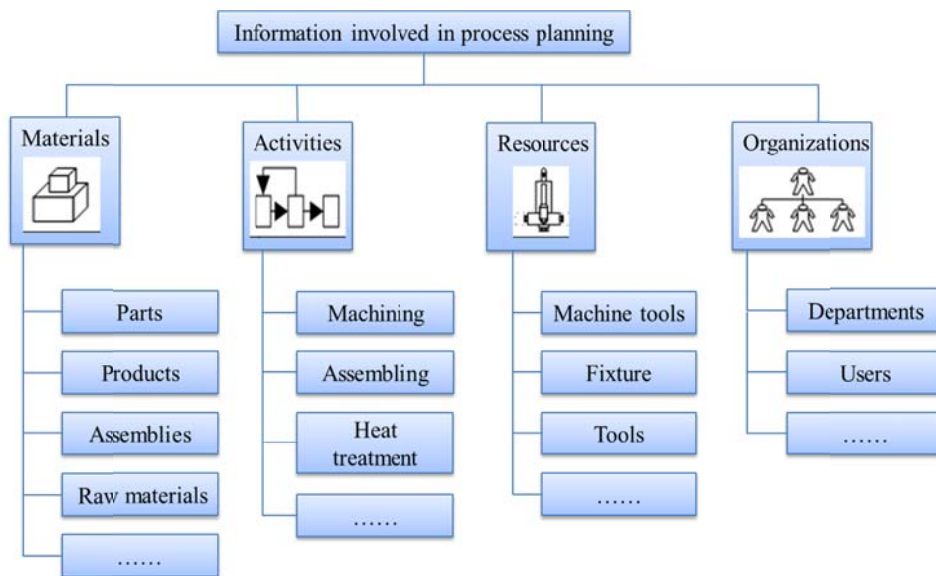 Information involved in process planning
Materials
Activities
Resources
Organizations
Parts
Products
Assemblies
Raw materials
……
Machining
Assembling
Heat
treatment
……
Machine tools
Fixture
Tools
……
Departments
Users
……